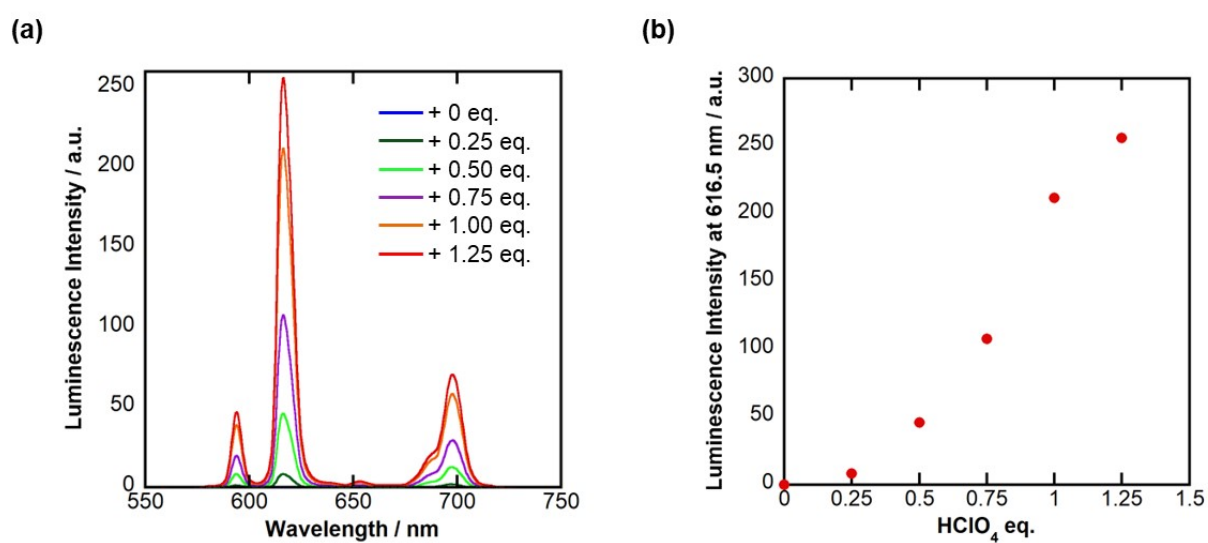 (a)
Luminescence Intensity / a.u.
250
200
150
100
50
0
550
600
650
700
750
Wavelength / nm
+ 0 eq.
+ 0.25 eq.
+ 0.50 eq.
+ 0.75 eq.
+ 1.00 eq.
+ 1.25 eq.
(b)
Luminescence Intensity at 616.5 nm / a.u.
300
250
200
150
100
50
0
0
0.25
0.5
0.75
1
1.25
1.5
HClO₄ eq.